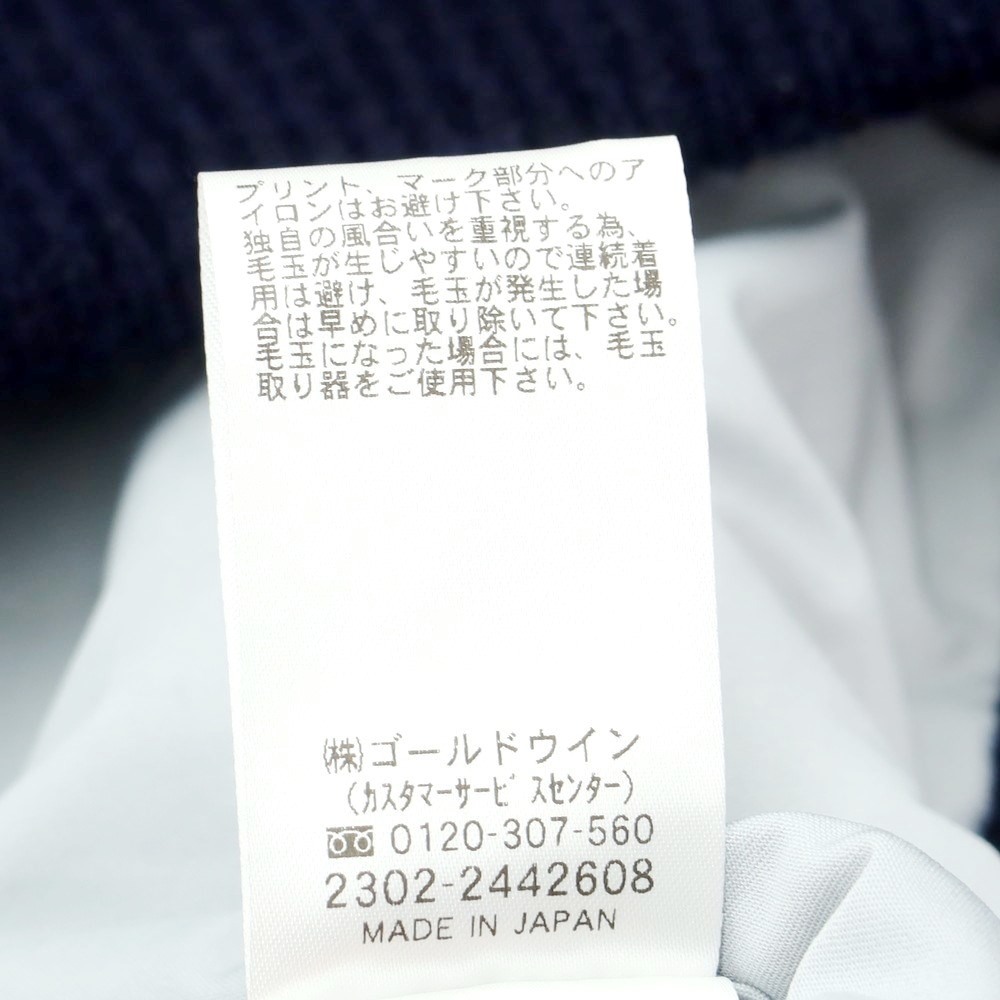 プリント、マーク部分へのア
イロンはお避け下さい。
独自の風合いを重視する為、
毛玉が生じやすいので連続着
用は避け、毛玉が発生した場
合は早めに取り除いて下さい。
毛玉になった場合には、毛玉
取り器をご使用下さい。
(株)ゴールドウイン
(カスタマーサービスセンター)
0120-307-560
2302-2442608
MADE IN JAPAN